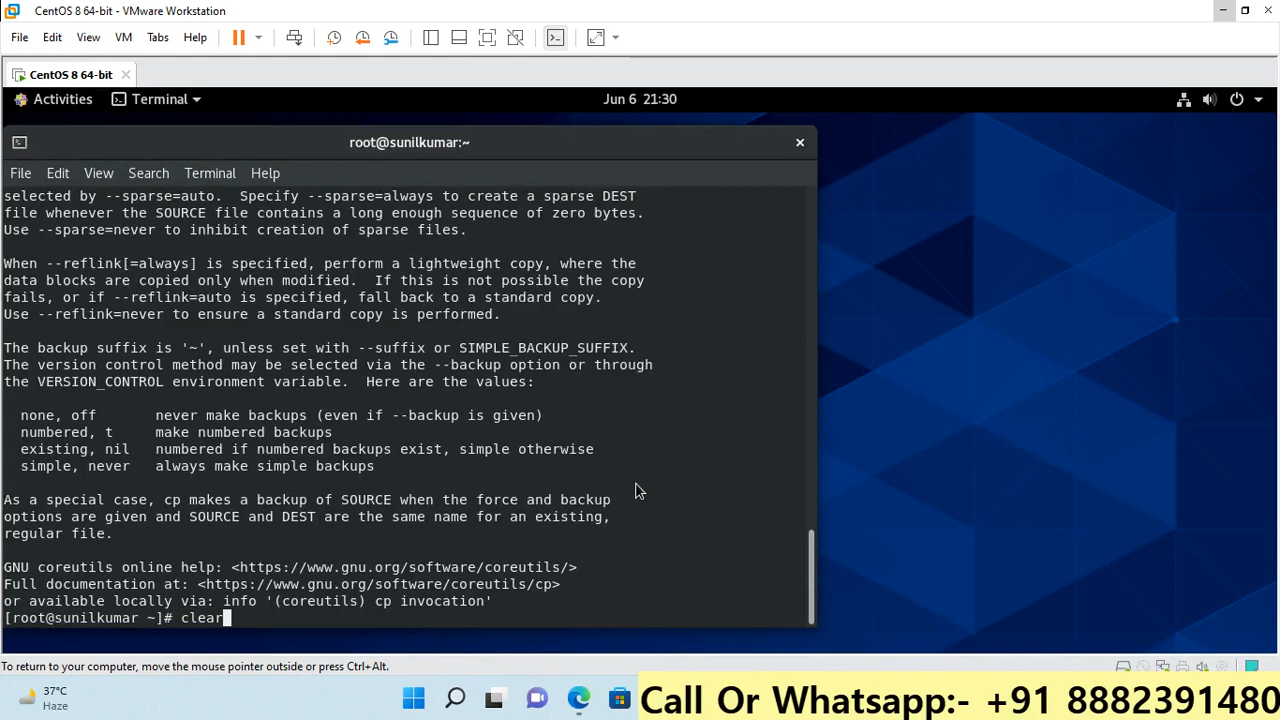 CentOS 8 64-bit - VMware Workstation
File Edit View VM Tabs Help
CentOS 8 64-bit
Activities Terminal Jun 6 21:30
root@sunilkumar:~
File Edit View Search Terminal Help
selected by --sparse=auto.  Specify --sparse=always to create a sparse DEST
file whenever the SOURCE file contains a long enough sequence of zero bytes.
Use --sparse=never to inhibit creation of sparse files.
When --reflink[=always] is specified, perform a lightweight copy, where the
data blocks are copied only when modified.  If this is not possible the copy
fails, or if --reflink=auto is specified, fall back to a standard copy.
Use --reflink=never to ensure a standard copy is performed.
The backup suffix is '~', unless set with --suffix or SIMPLE_BACKUP_SUFFIX.
The version control method may be selected via the --backup option or through
the VERSION_CONTROL environment variable.  Here are the values:
none, off       never make backups (even if --backup is given)
numbered, t     make numbered backups
existing, nil   numbered if numbered backups exist, simple otherwise
simple, never   always make simple backups
As a special case, cp makes a backup of SOURCE when the force and backup
options are given and SOURCE and DEST are the same name for an existing,
regular file.
GNU coreutils online help: <https://www.gnu.org/software/coreutils/>
Full documentation at: <https://www.gnu.org/software/coreutils/cp>
or available locally via: info '(coreutils) cp invocation'
[root@sunilkumar ~]# clear
To return to your computer, move the mouse pointer outside or press Ctrl+Alt.
37°C
Haze
Call Or Whatsapp:- +91 8882391480